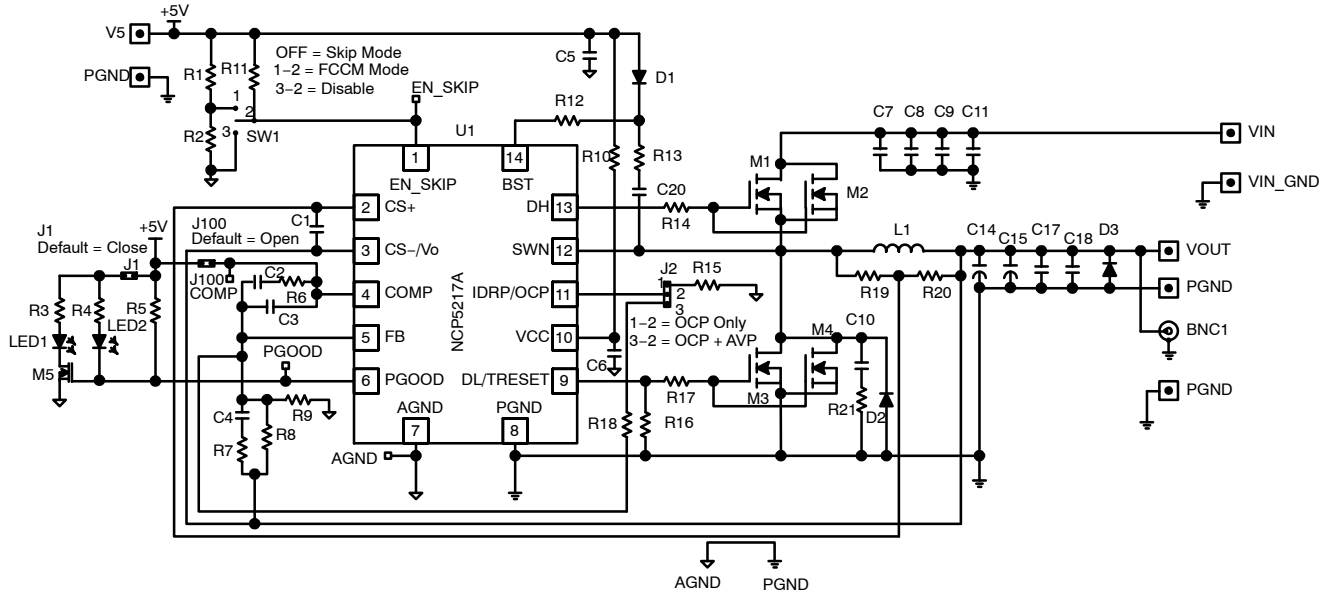 +5V
V5
PGND
R1
R11
OFF = Skip Mode
1−2 = FCCM Mode
3−2 = Disable
EN_SKIP
C5
D1
R12
1
2
3
SW1
R2
U1
R10
R13
C7
C8
C9
C11
VIN
VIN_GND
1
EN_SKIP
14
BST
M1
M2
C20
R14
2
CS+
DH
13
C1
J1
Default = Close
+5V
J100
Default = Open
3
CS−/Vo
SWN
12
L1
C14
C15
C17
C18
D3
VOUT
J1
J100
COMP
C2
R6
C3
4
COMP
IDRP/OCP
11
J2
1
2
3
R15
R19
R20
PGND
R3
R4
R5
LED1
LED2
NCP5217A
1−2 = OCP Only
3−2 = OCP + AVP
5
FB
VCC
10
C6
M4
C10
BNC1
M5
PGOOD
6
PGOOD
DL/TRESET
9
R17
M3
R21
D2
PGND
C4
R9
R7
R8
AGND
7
PGND
8
R18
R16
AGND
AGND
PGND